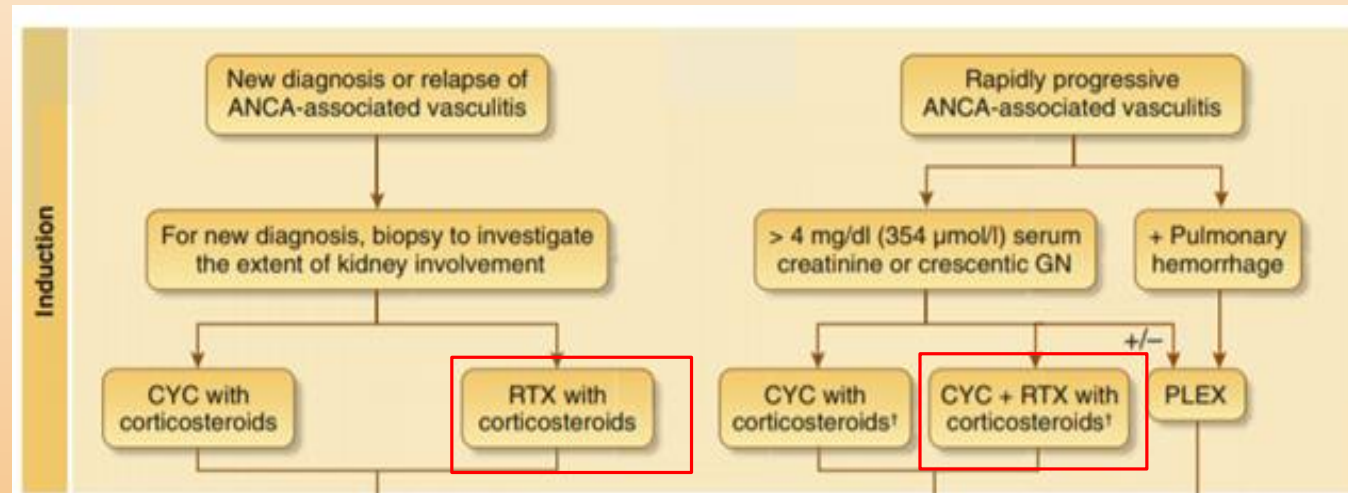 Induction
New diagnosis or relapse of
ANCA-associated vasculitis
For new diagnosis, biopsy to investigate
the extent of kidney involvement
CYC with
corticosteroids
RTX with
corticosteroids
Rapidly progressive
ANCA-associated vasculitis
> 4 mg/dl (354 μmol/l) serum
creatinine or crescentic GN
+ Pulmonary
hemorrhage
+/–
CYC with
corticosteroids†
CYC + RTX with
corticosteroids†
PLEX